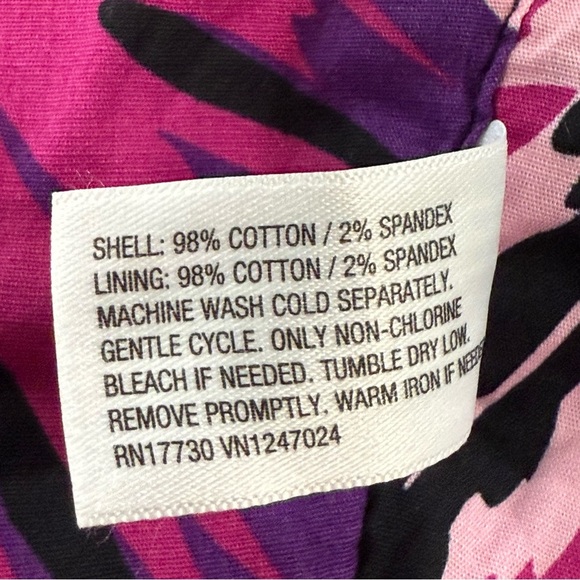 SHELL: 98% COTTON / 2% SPANDEX
LINING: 98% COTTON / 2% SPANDEX
MACHINE WASH COLD SEPARATELY.
GENTLE CYCLE. ONLY NON-CHLORINE
BLEACH IF NEEDED. TUMBLE DRY LOW.
REMOVE PROMPTLY. WARM IRON IF NEEDE
RN17730 VN1247024